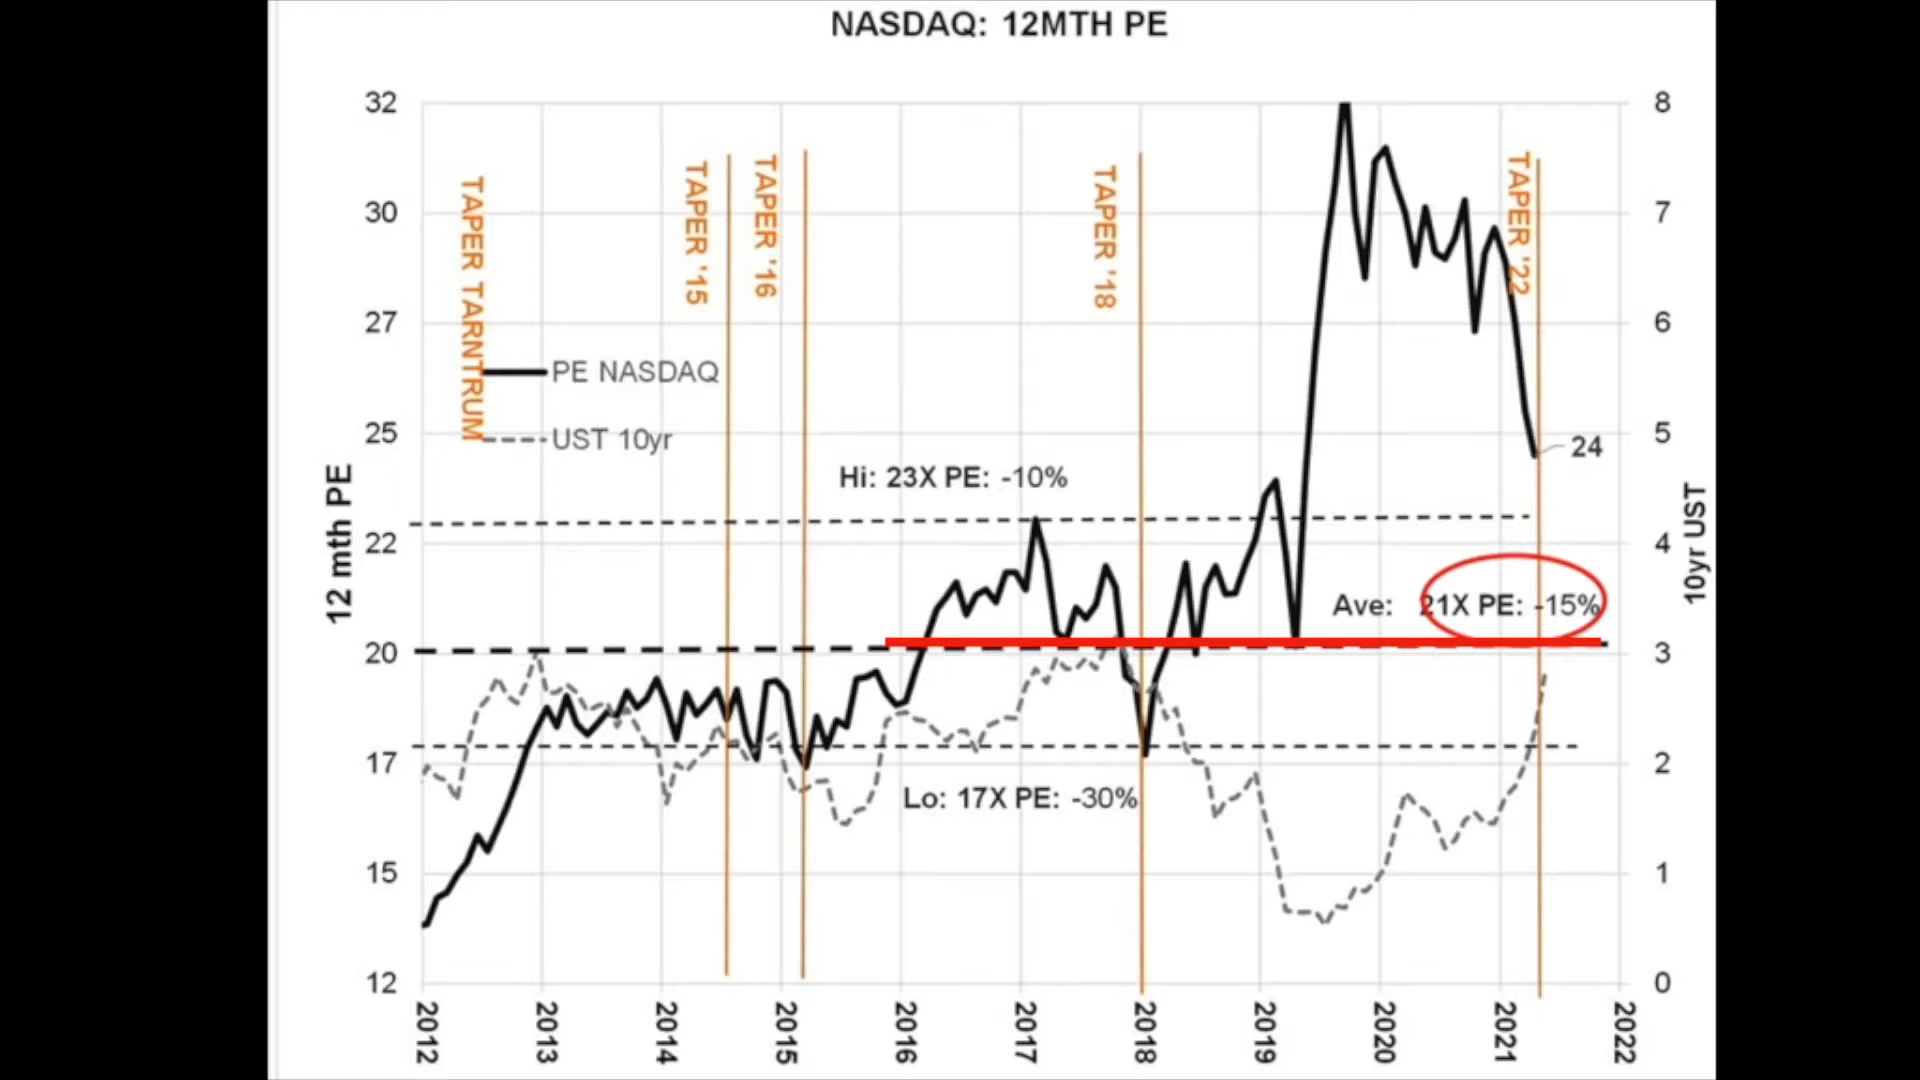 NASDAQ: 12MTH PE
32
30
27
25
22
20
17
15
12
12 mth PE
8
7
6
5
4
3
2
1
0
10yr UST
TAPER TARNTRUM
TAPER '15
TAPER '16
TAPER '18
TAPER '22
PE NASDAQ
UST 10yr
24
Hi: 23X PE: -10%
Ave: 21X PE: -15%
Lo: 17X PE: -30%
2012
2013
2014
2015
2016
2017
2018
2019
2020
2021
2022